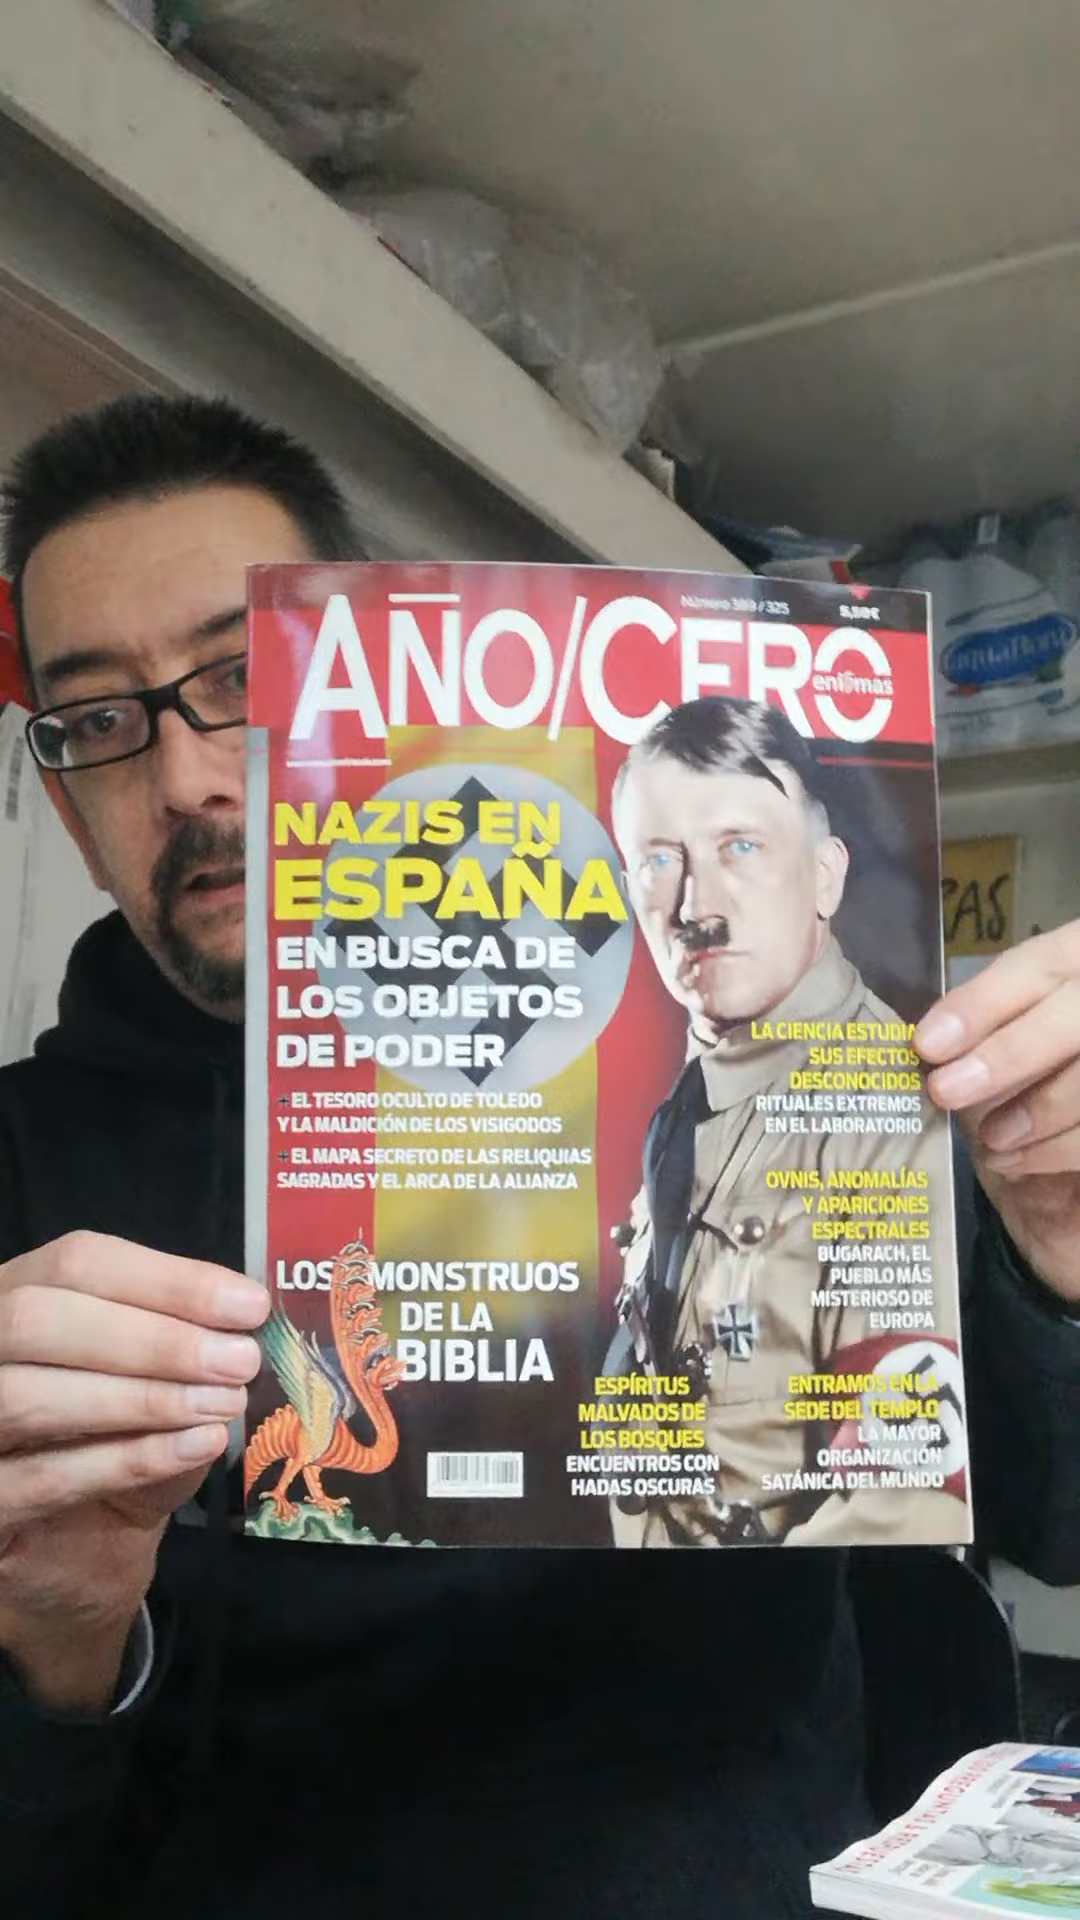 AÑO/CERO
enigmas
5,50€
NAZIS EN
ESPAÑA
EN BUSCA DE
LOS OBJETOS
DE PODER
+ EL TESORO OCULTO DE TOLEDO
Y LA MALDICIÓN DE LOS VISIGODOS
+ EL MAPA SECRETO DE LAS RELIQUIAS
SAGRADAS Y EL ARCA DE LA ALIANZA
LOS MONSTRUOS
DE LA
BIBLIA
LA CIENCIA ESTUDIA
SUS EFECTOS
DESCONOCIDOS
RITUALES EXTREMOS
EN EL LABORATORIO
OVNIS, ANOMALÍAS
Y APARICIONES
ESPECTRALES
BUGARACH, EL
PUEBLO MÁS
MISTERIOSO DE
EUROPA
ESPÍRITUS
MALVADOS DE
LOS BOSQUES
ENCUENTROS CON
HADAS OSCURAS
ENTRAMOS EN LA
SEDE DEL TEMPLO
LA MAYOR
ORGANIZACIÓN
SATÁNICA DEL MUNDO